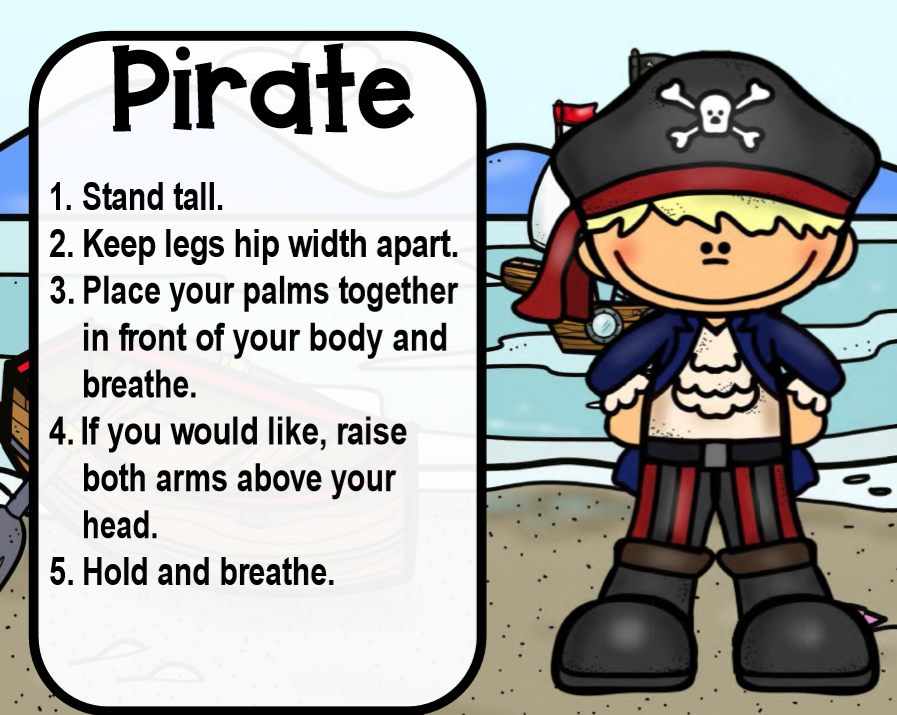 Pirate
1. Stand tall.
2. Keep legs hip width apart.
3. Place your palms together
in front of your body and
breathe.
4. If you would like, raise
both arms above your
head.
5. Hold and breathe.